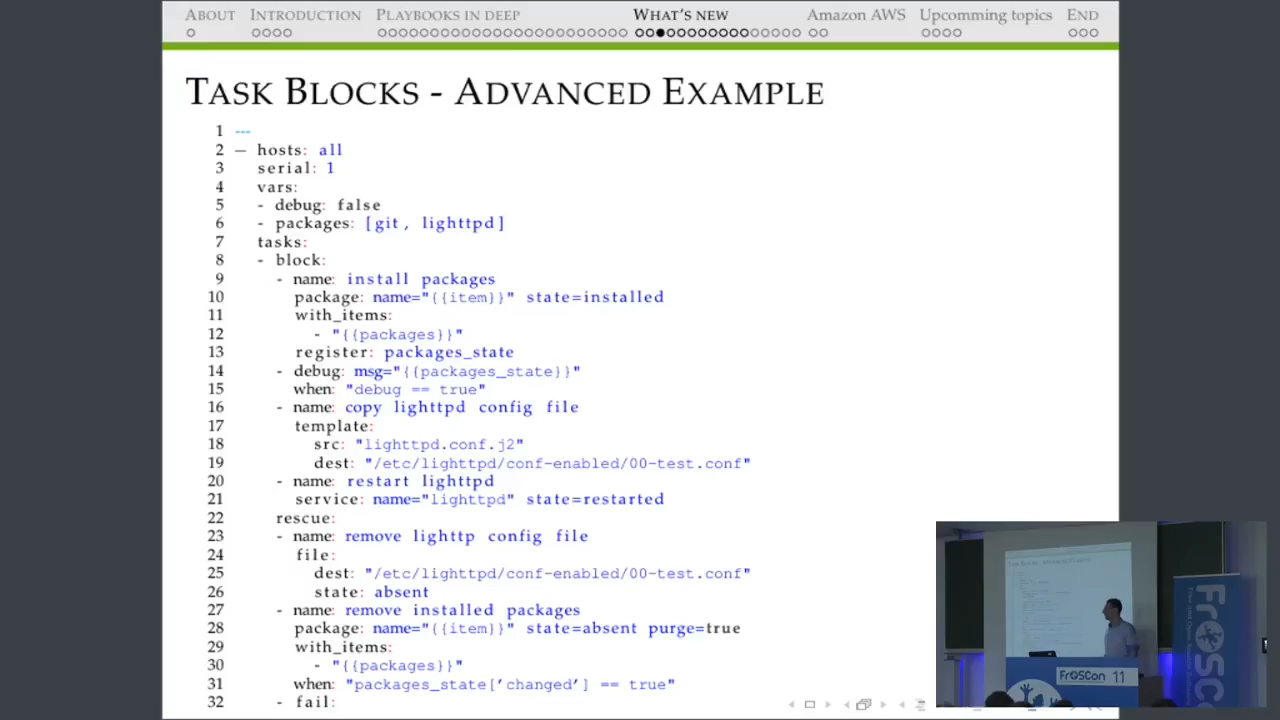 ABOUT INTRODUCTION PLAYBOOKS IN DEEP WHAT'S NEW Amazon AWS Upcomming topics END
TASK BLOCKS - ADVANCED EXAMPLE
1 ---
2 – hosts: all
3 serial: 1
4 vars:
5 - debug: false
6 - packages: [git, lighttpd]
7 tasks:
8 - block:
9 - name: install packages
10 package: name="{{item}}" state=installed
11 with_items:
12 - "{{packages}}"
13 register: packages_state
14 - debug: msg="{{packages_state}}"
15 when: "debug == true"
16 - name: copy lighttpd config file
17 template:
18 src: "lighttpd.conf.j2"
19 dest: "/etc/lighttpd/conf-enabled/00-test.conf"
20 - name: restart lighttpd
21 service: name="lighttpd" state=restarted
22 rescue:
23 - name: remove lighttp config file
24 file:
25 dest: "/etc/lighttpd/conf-enabled/00-test.conf"
26 state: absent
27 - name: remove installed packages
28 package: name="{{item}}" state=absent purge=true
29 with_items:
30 - "{{packages}}"
31 when: "packages_state['changed'] == true"
32 - fail:
FrOSCon 11
FrOSC